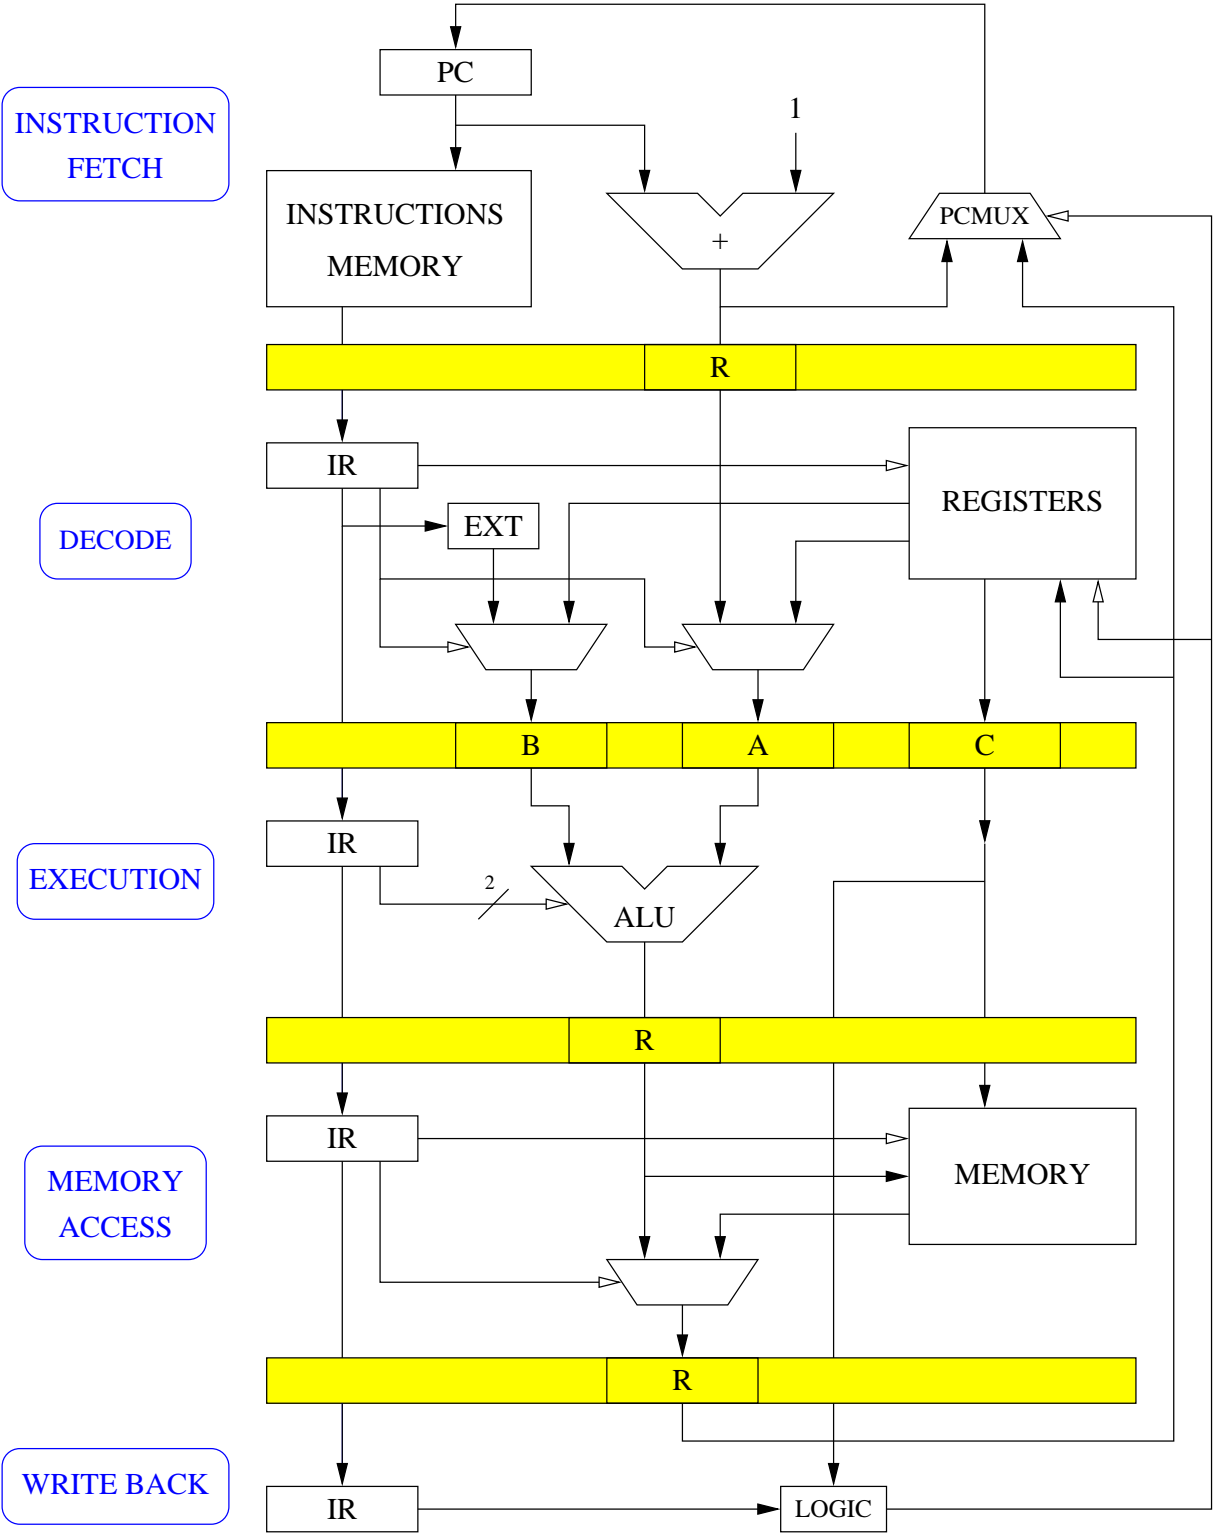 PC
1
INSTRUCTION
FETCH
INSTRUCTIONS
MEMORY
+
PCMUX
R
IR
REGISTERS
EXT
DECODE
B
A
C
IR
EXECUTION
2
ALU
R
IR
MEMORY
MEMORY
ACCESS
R
WRITE BACK
IR
LOGIC